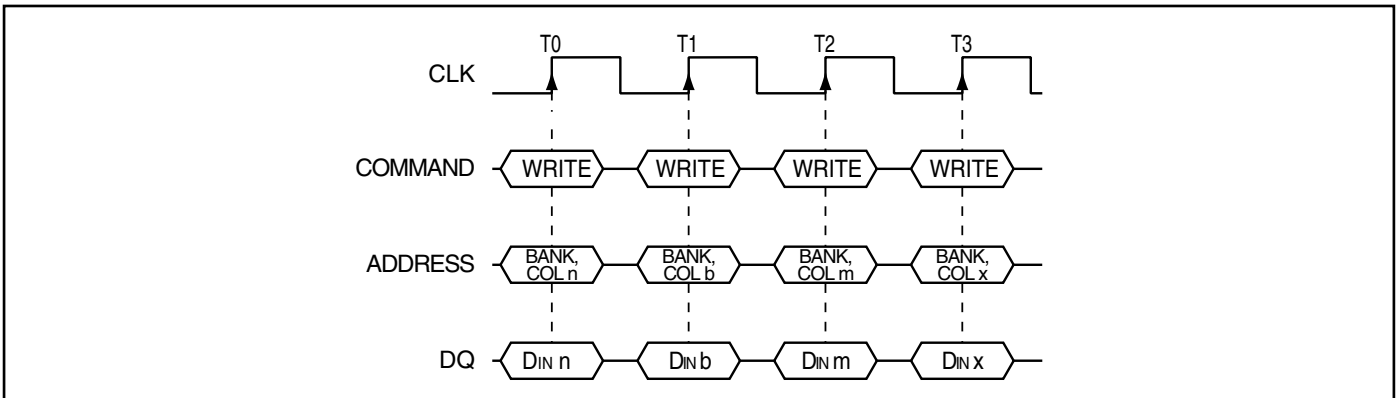 T0 T1 T2 T3
CLK
COMMAND WRITE WRITE WRITE WRITE
ADDRESS BANK, BANK, BANK, BANK,
COL n COL b COL m COL x
DQ DIN n DIN b DIN m DIN x